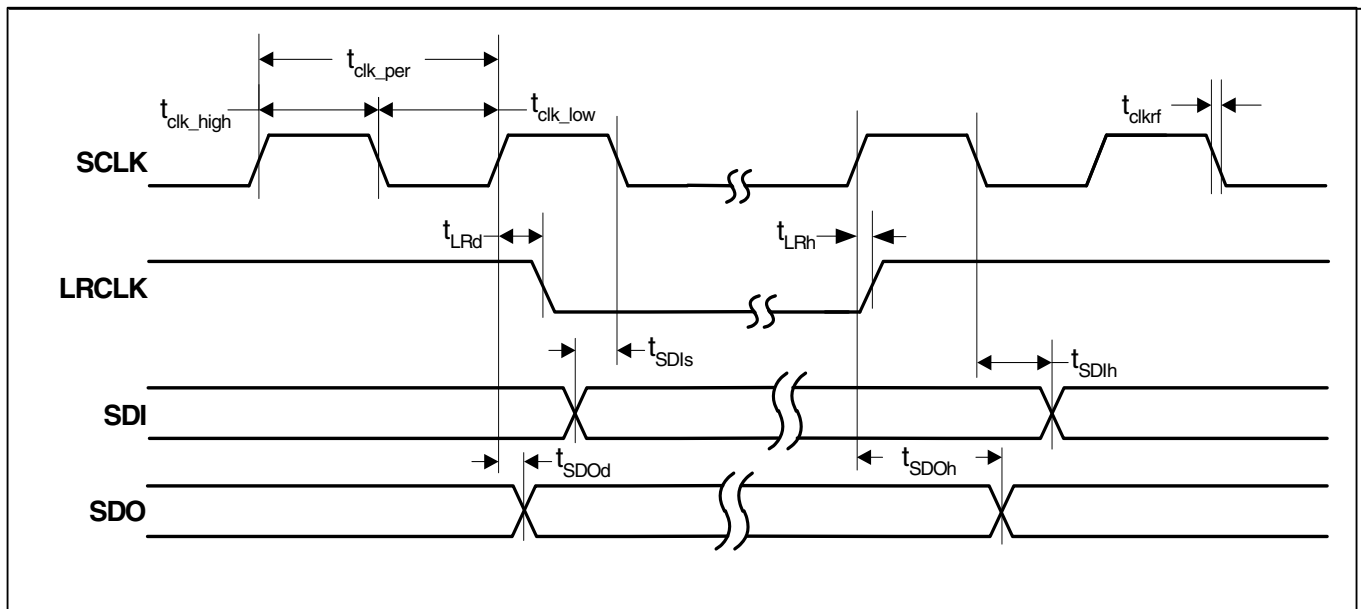 t_clk_per
t_clk_high
t_clk_low
t_clkrf
SCLK
t_LRd
t_LRh
LRCLK
t_SDIs
t_SDIh
SDI
t_SDOd
t_SDOh
SDO